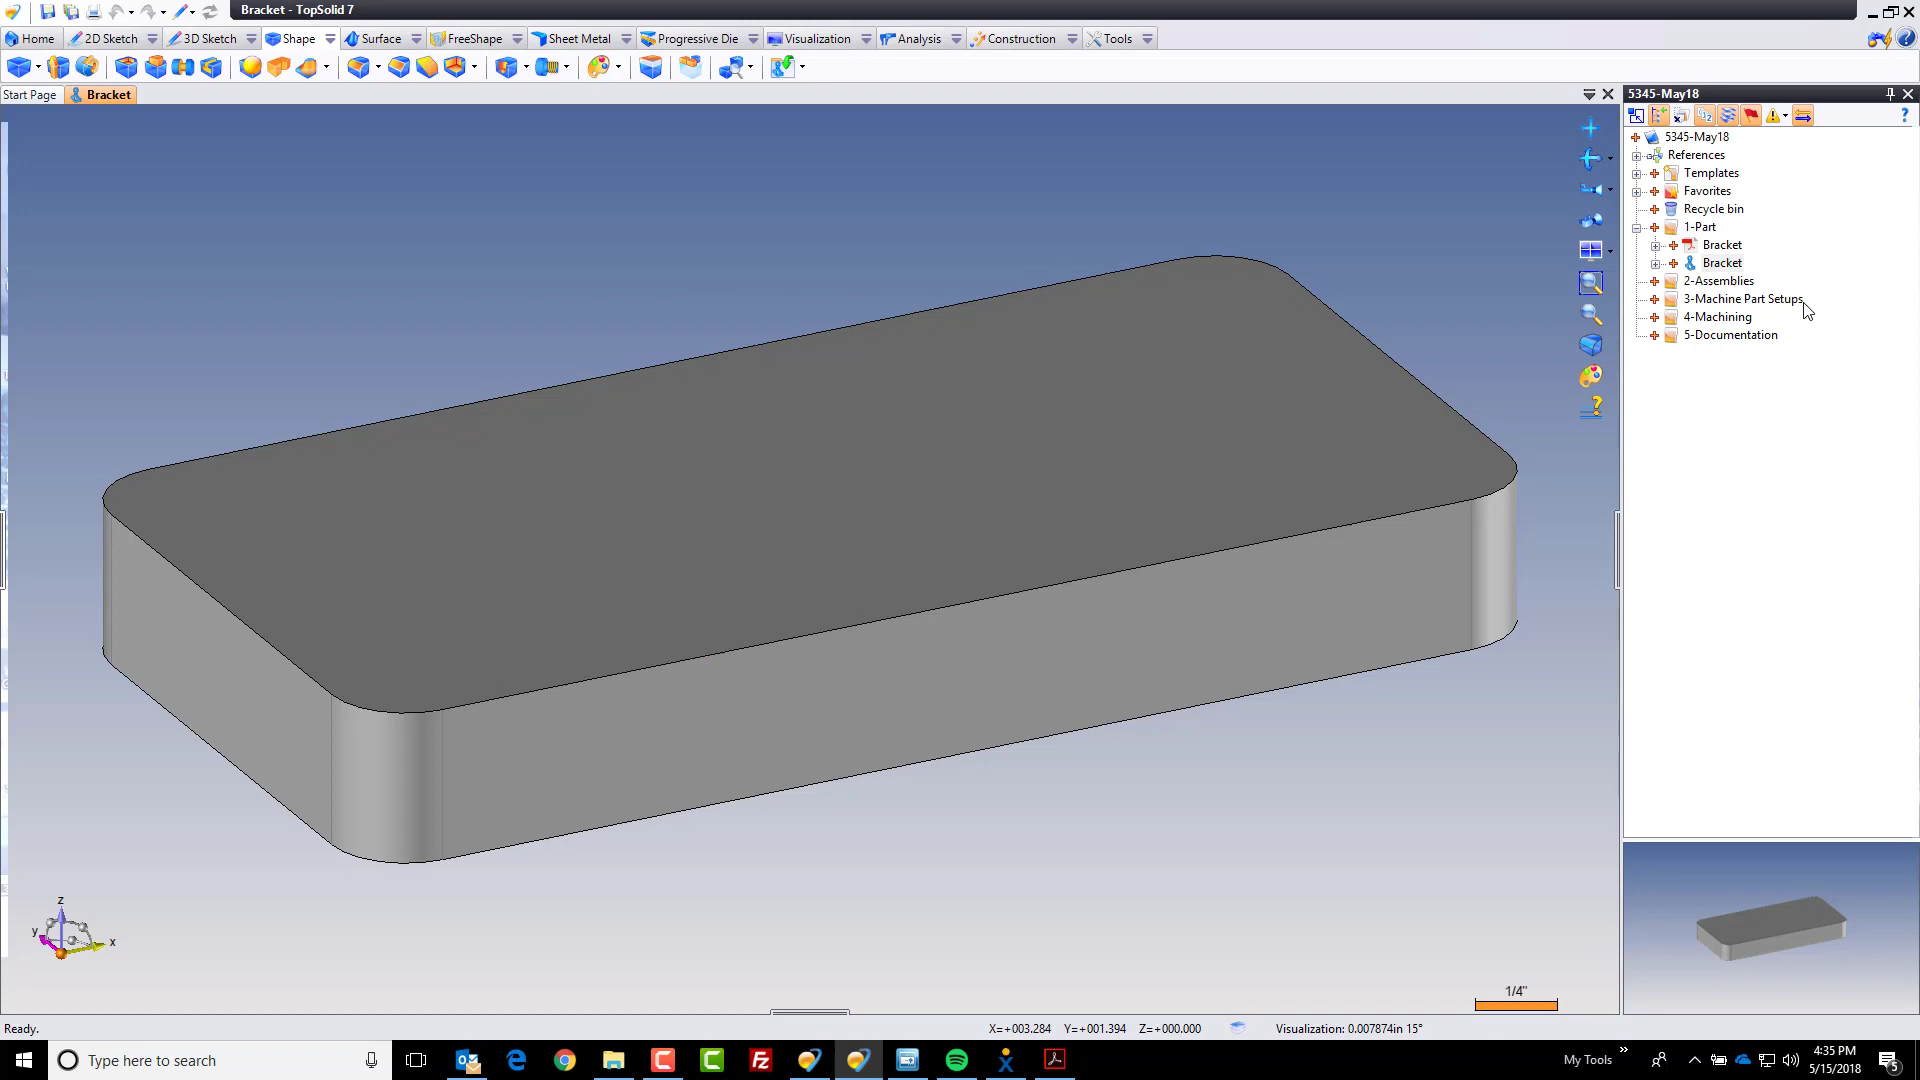 Bracket - TopSolid 7
Home
2D Sketch
3D Sketch
Shape
Surface
FreeShape
Sheet Metal
Progressive Die
Visualization
Analysis
Construction
Tools
Start Page
Bracket
5345-May18
5345-May18
References
Templates
Favorites
Recycle bin
1-Part
Bracket
Bracket
2-Assemblies
3-Machine Part Setups
4-Machining
5-Documentation
z
y
x
1/4"
Ready.
X=+003.284 Y=+001.394 Z=+000.000
Visualization: 0.007874in 15°
Type here to search
My Tools
4:35 PM
5/15/2018
5